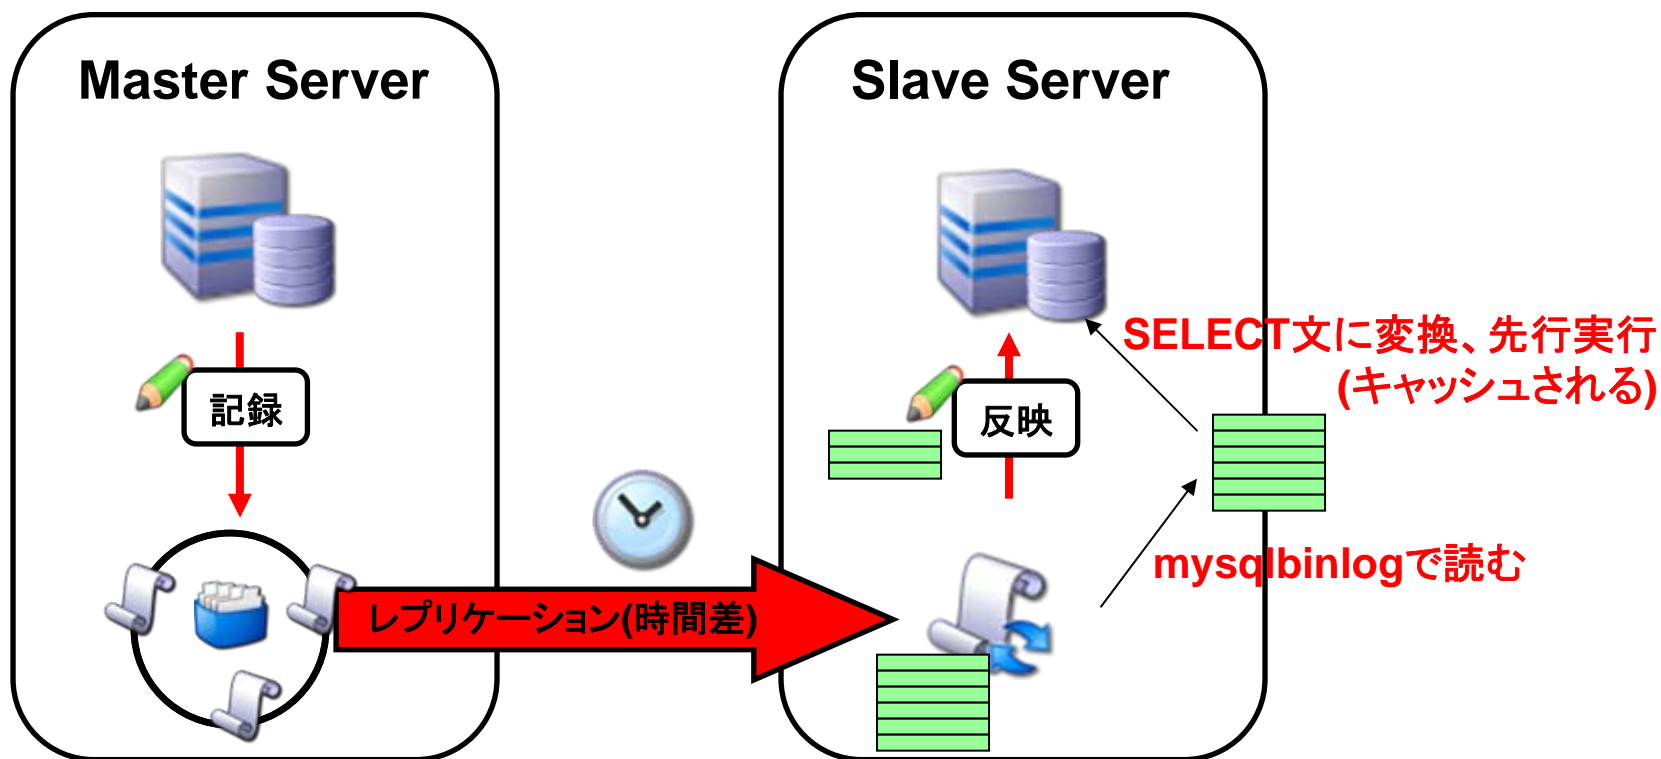 Master Server
Slave Server
SELECT文に変換、先行実行
(キャッシュされる)
記録
反映
mysqlbinlogで読む
レプリケーション(時間差)